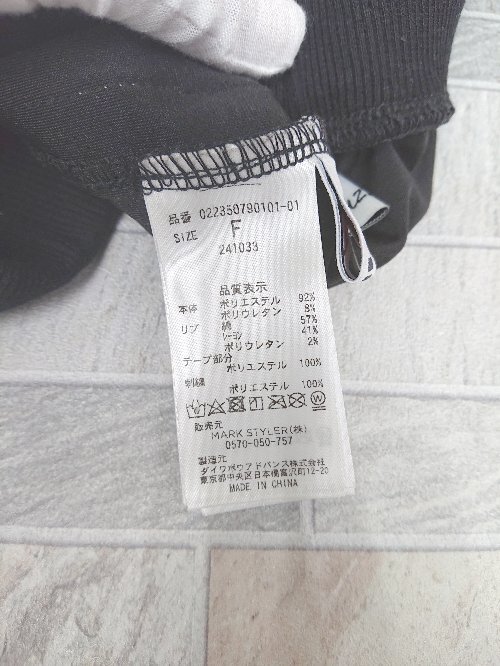 品番 022350790101-01
SIZE F
241033
品質表示
本体 ポリエステル 92%
ポリウレタン 8%
リブ 綿 57%
レーヨン 41%
ポリウレタン 2%
テープ部分
ポリエステル 100%
刺繍
ポリエステル 100%
販売元
MARK STYLER(株)
0570-050-757
製造元
ダイワボウアドバンス株式会社
東京都中央区日本橋富沢町12-20
MADE IN CHINA